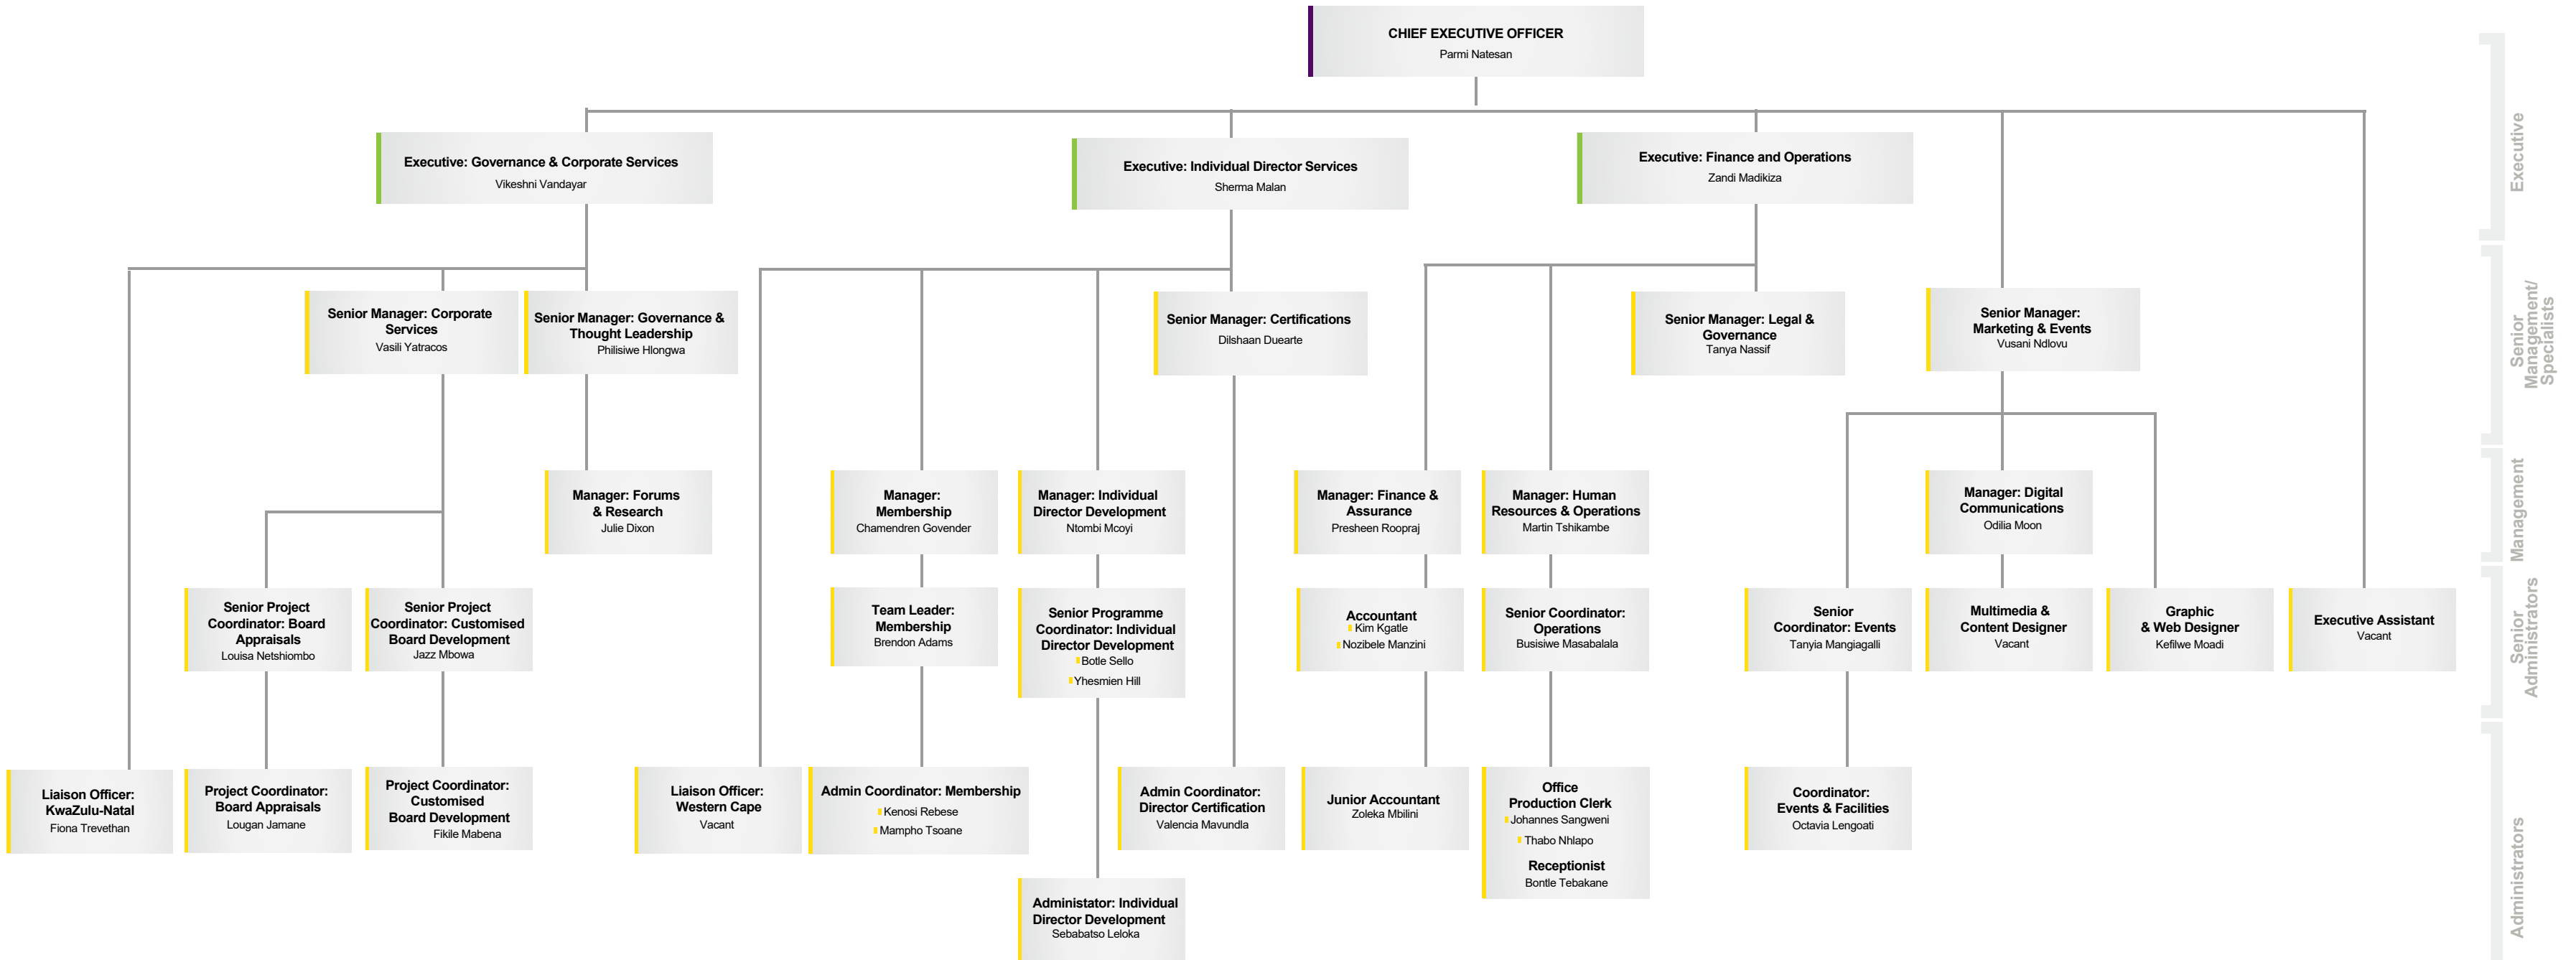 CHIEF EXECUTIVE OFFICER
Parmi Natesan
Executive: Governance & Corporate Services
Vikeshni Vandayar
Executive: Individual Director Services
Sherma Malan
Executive: Finance and Operations
Zandi Madikiza
Executive
Senior Manager: Corporate
Services
Vasili Yatracos
Senior Manager: Governance &
Thought Leadership
Philisiwe Hlongwa
Senior Manager: Certifications
Dilshaan Duearte
Senior Manager: Legal &
Governance
Tanya Nassif
Senior Manager:
Marketing & Events
Vusani Ndlovu
Senior
Management/
Specialists
Manager: Forums
& Research
Julie Dixon
Manager:
Membership
Chamendren Govender
Manager: Individual
Director Development
Ntombi Mcoyi
Manager: Finance &
Assurance
Presheen Roopraj
Manager: Human
Resources & Operations
Martin Tshikambe
Manager: Digital
Communications
Odilia Moon
Management
Senior Project
Coordinator: Board
Appraisals
Louisa Netshiombo
Senior Project
Coordinator: Customised
Board Development
Jazz Mbowa
Team Leader:
Membership
Brendon Adams
Senior Programme
Coordinator: Individual
Director Development
Botle Sello
Yhesmien Hill
Accountant
Kim Kgatle
Nozibele Manzini
Senior Coordinator:
Operations
Busisiwe Masabalala
Senior
Coordinator: Events
Tanyia Mangiagalli
Multimedia &
Content Designer
Vacant
Graphic
& Web Designer
Kefilwe Moadi
Executive Assistant
Vacant
Senior
Administrators
Liaison Officer:
KwaZulu-Natal
Fiona Trevethan
Project Coordinator:
Board Appraisals
Lougan Jamane
Project Coordinator:
Customised
Board Development
Fikile Mabena
Liaison Officer:
Western Cape
Vacant
Admin Coordinator: Membership
Kenosi Rebese
Mampho Tsoane
Admin Coordinator:
Director Certification
Valencia Mavundla
Junior Accountant
Zoleka Mbilini
Office
Production Clerk
Johannes Sangweni
Thabo Nhlapo
Receptionist
Bontle Tebakane
Coordinator:
Events & Facilities
Octavia Lengoati
Administator: Individual
Director Development
Sebabatso Leloka
Administrators